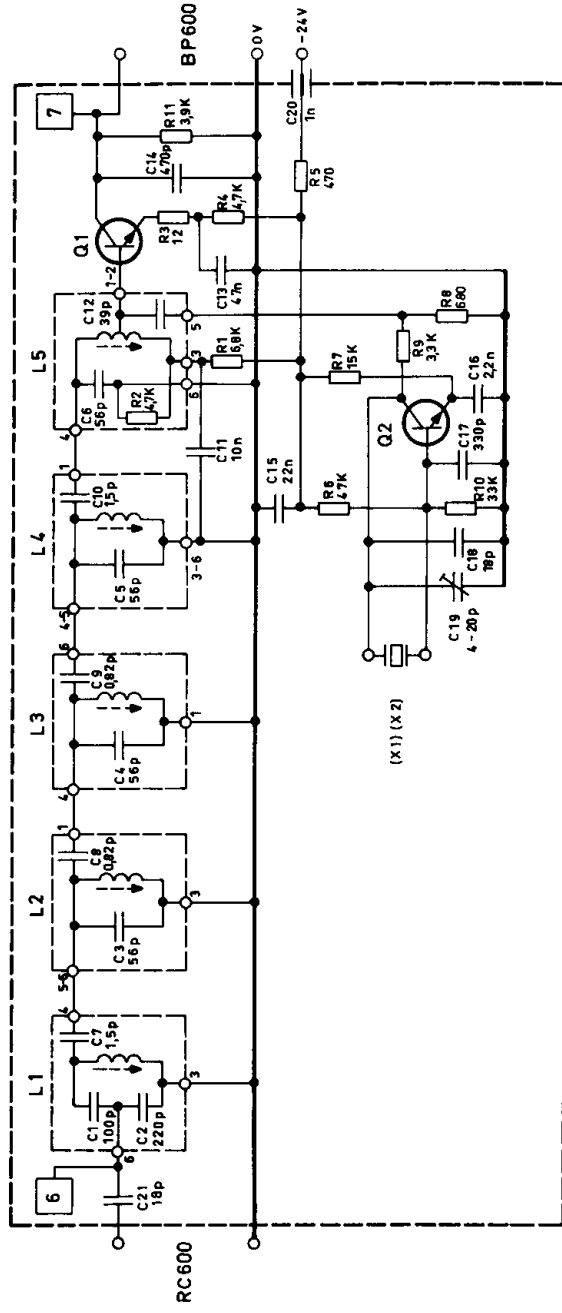 RC600
6
C21
18p
6
L1
C1
100p
C2
220p
C7
1,5p
3
4
L2
5-6
C3
56p
C8
0,82p
3
1
L3
4
C4
56p
C9
0,82p
1
6
L4
4-5
C5
56p
C10
1,5p
3-6
1
L5
4
C6
56p
R2
4,7K
C12
39p
1-2
6
3
5
C11
10n
R1
6,8K
Q1
R3
12
C13
47n
R4
4,7K
C14
470p
R11
3,9K
7
BP600
0V
-24V
C20
1n
R5
470
C15
22n
R6
47K
R7
15K
R9
3,3K
R8
680
Q2
C16
2,2n
C17
330p
R10
33K
C18
18p
C19
4-20p
(X1) (X2)